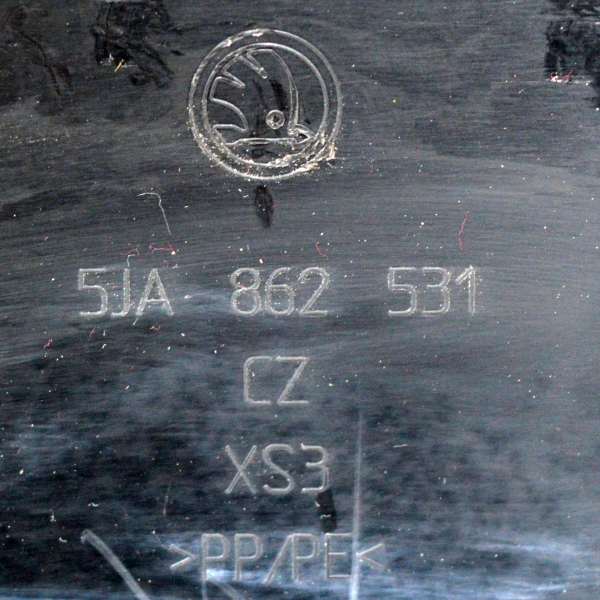 5JA 862 531
CZ
XS3
>PP/PE<